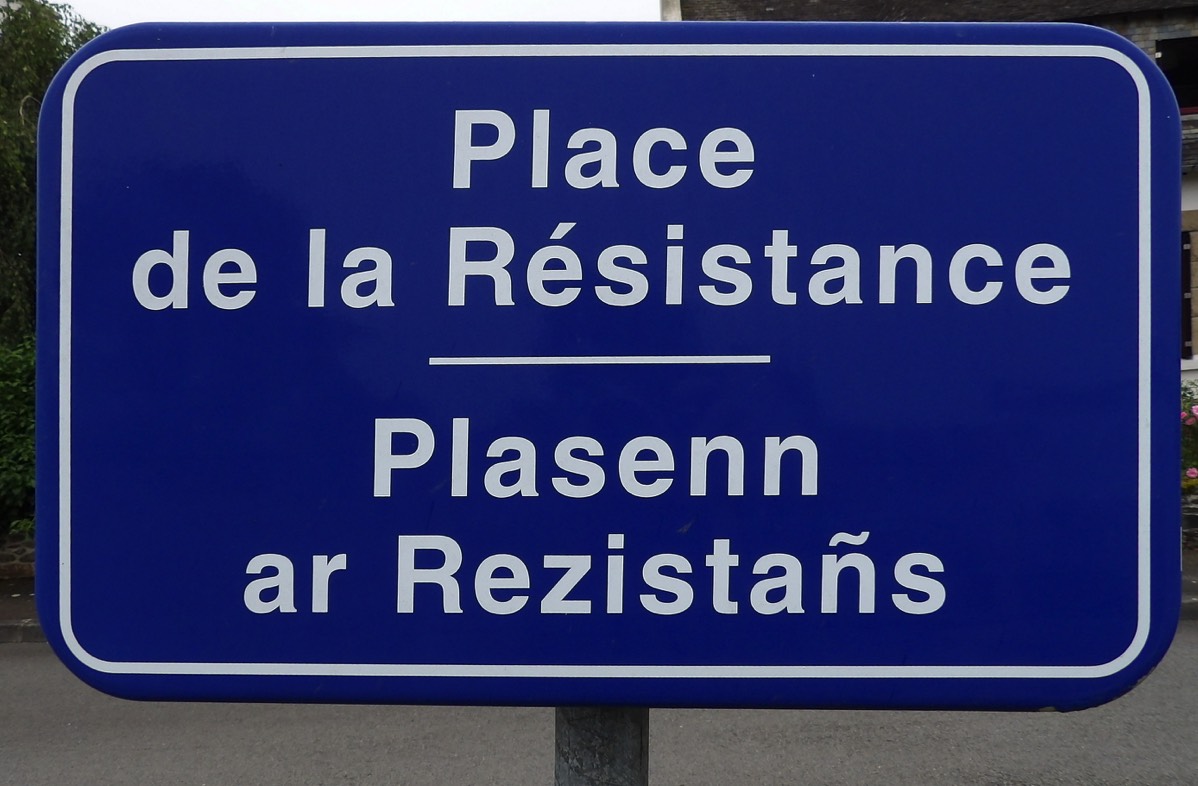 Place
de la Résistance
Plasenn
ar Rezistañs